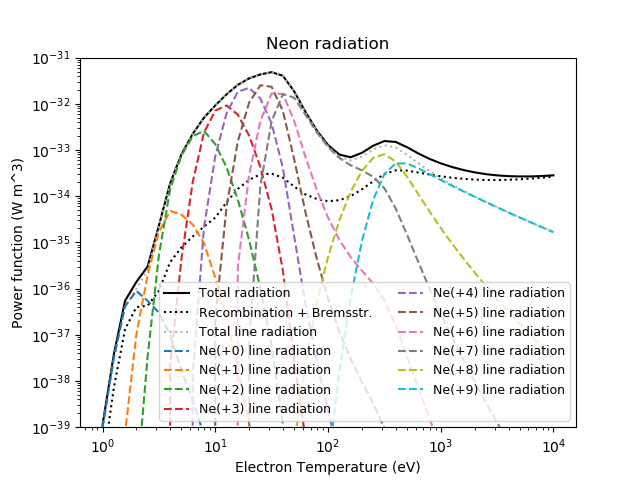 Neon radiation
Power function (W m^3)
10^−31
10^−32
10^−33
10^−34
10^−35
10^−36
10^−37
10^−38
10^−39
Total radiation
Recombination + Bremsstr.
Total line radiation
Ne(+0) line radiation
Ne(+1) line radiation
Ne(+2) line radiation
Ne(+3) line radiation
Ne(+4) line radiation
Ne(+5) line radiation
Ne(+6) line radiation
Ne(+7) line radiation
Ne(+8) line radiation
Ne(+9) line radiation
10^0 10^1 10^2 10^3 10^4
Electron Temperature (eV)